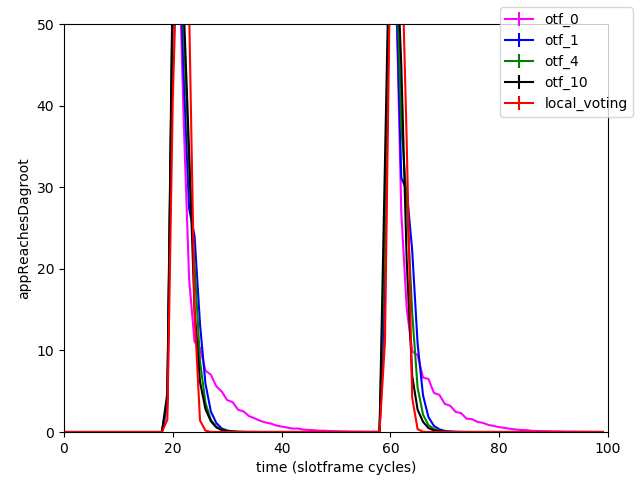 50
40
30
20
10
0
0
20
40
60
80
100
appReachesDagroot
time (slotframe cycles)
otf_0
otf_1
otf_4
otf_10
local_voting